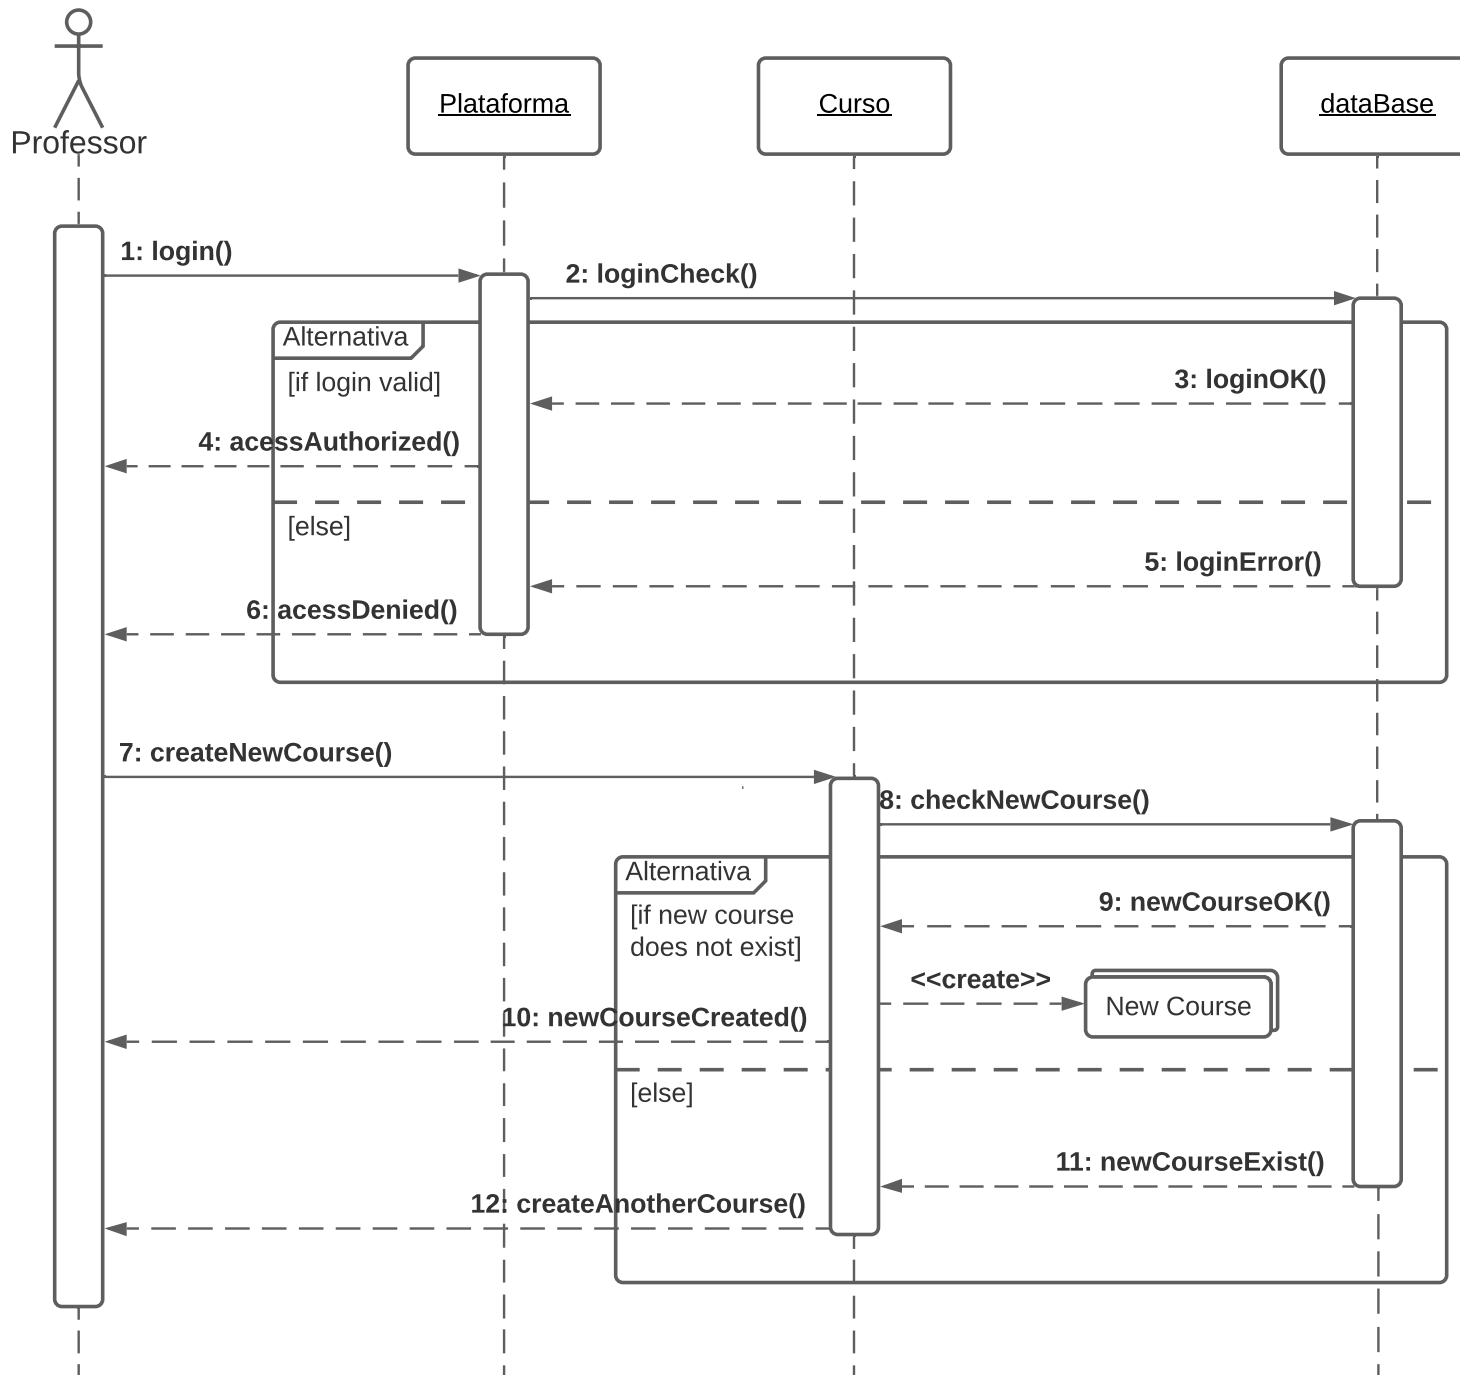 Professor
Plataforma
Curso
dataBase
1: login()
2: loginCheck()
Alternativa
[if login valid]
3: loginOK()
4: acessAuthorized()
[else]
5: loginError()
6: acessDenied()
7: createNewCourse()
8: checkNewCourse()
Alternativa
[if new course
does not exist]
9: newCourseOK()
<<create>>
New Course
10: newCourseCreated()
[else]
11: newCourseExist()
12: createAnotherCourse()